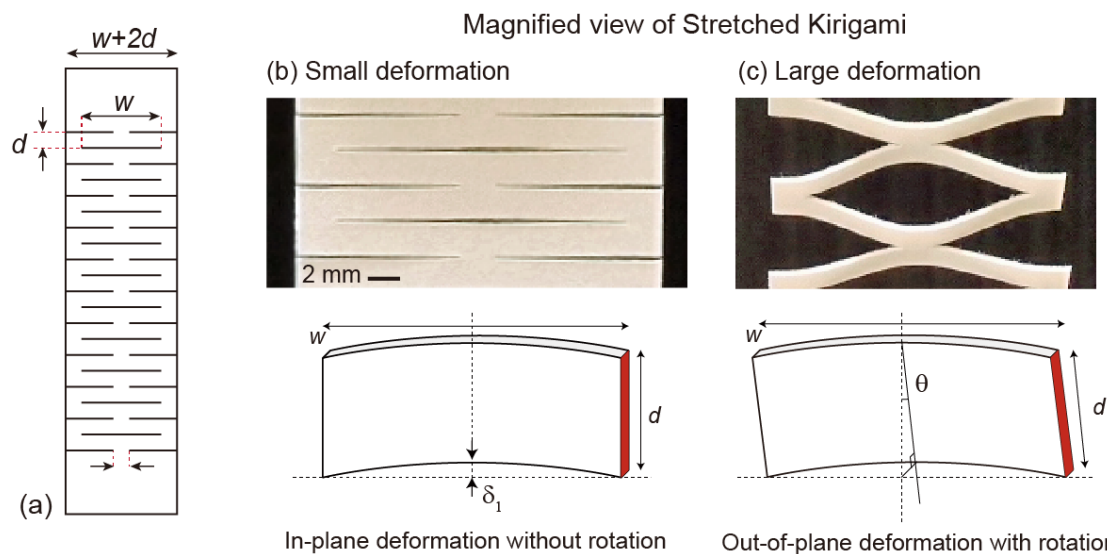 Magnified view of Stretched Kirigami
w+2d
w
d
(a)
(b) Small deformation
2 mm
w
d
δ1
In-plane deformation without rotation
(c) Large deformation
w
θ
d
Out-of-plane deformation with rotation